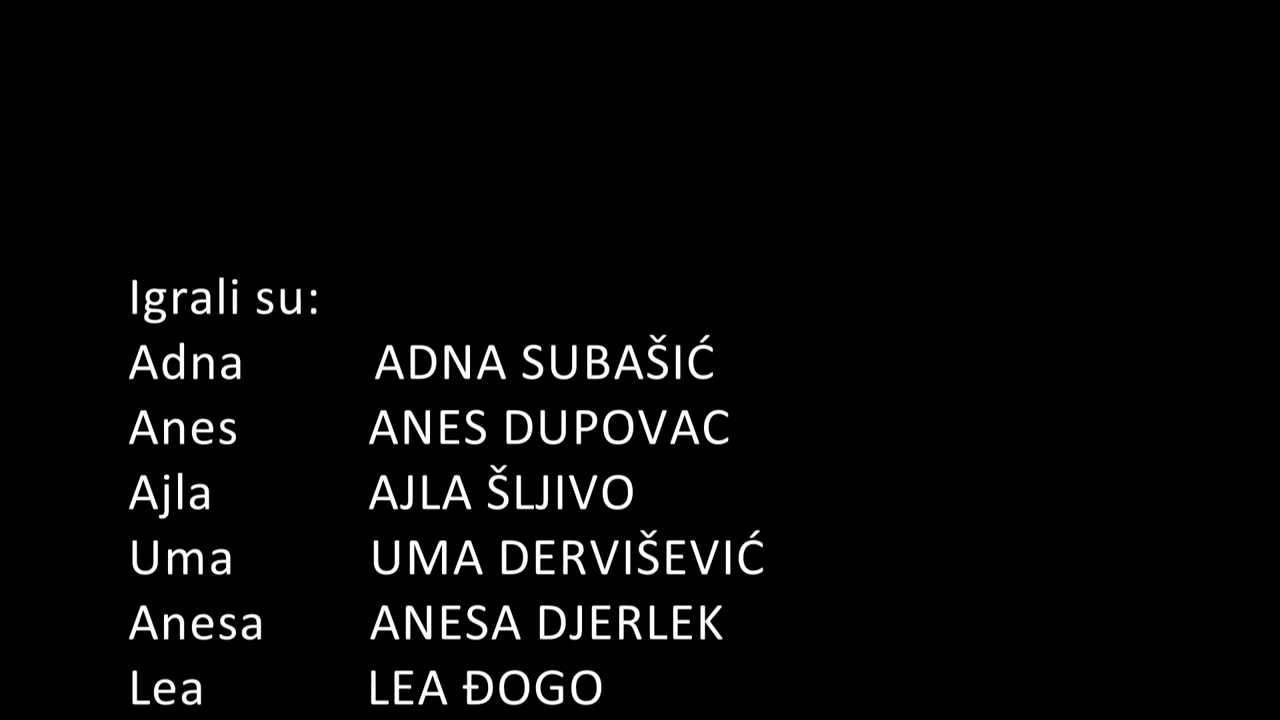 Igrali su:
Adna ADNA SUBAŠIĆ
Anes ANES DUPOVAC
Ajla AJLA ŠLJIVO
Uma UMA DERVIŠEVIĆ
Anesa ANESA DJERLEK
Lea LEA ĐOGO